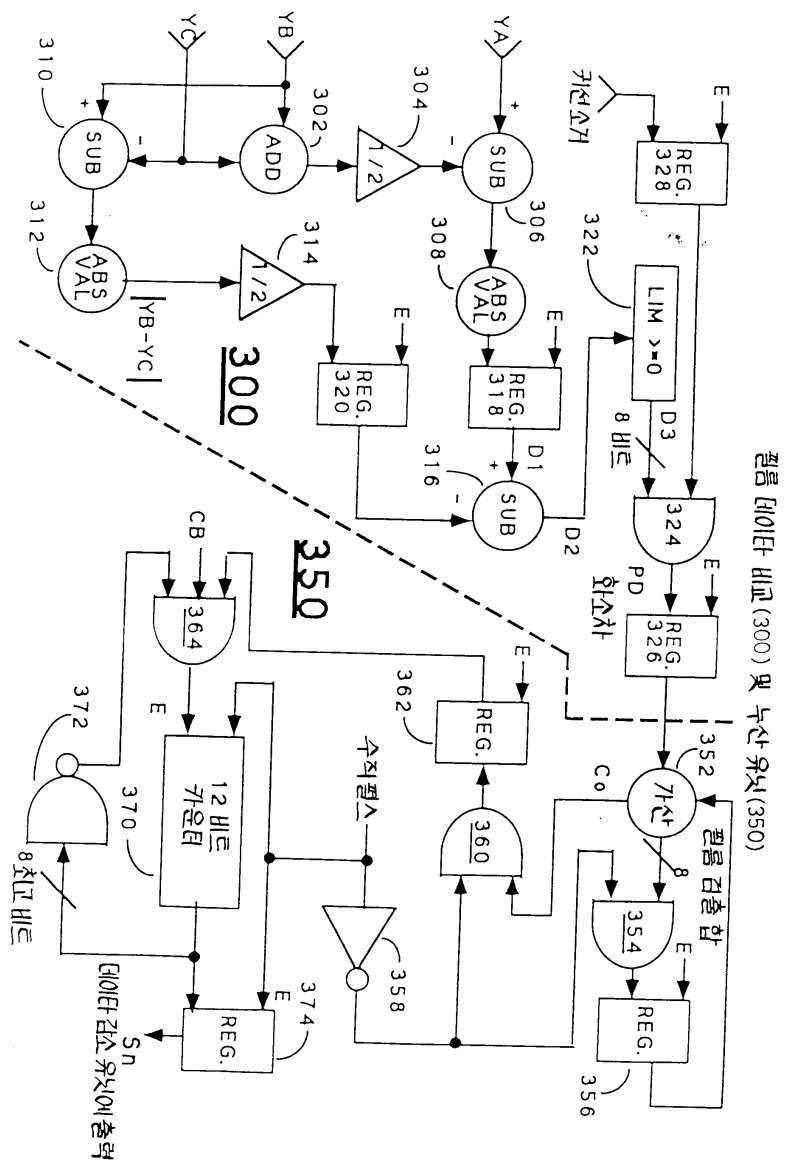 필름 데이타 비교(300) 및 누산 유닛(350)
E
REG.
328
키선소거
322
LIM >=0
D3
8 비트
324
PD
화소차
E
REG.
326
352
가산
Co
8
필름 검출 합
354
E
REG.
356
YA
+
SUB
-
306
308
ABS
VAL
E
REG.
318
D1
+
316
SUB
-
D2
304
1/2
YB
302
ADD
YC
310
+
SUB
-
312
ABS
VAL
|YB-YC|
314
1/2
E
REG.
320
300
350
E
REG.
362
360
수직펄스
358
CB
364
E
12 비트
카운터
370
372
8최고 비트
E
REG.
374
Sn
데이타 감소 유닛에 출력